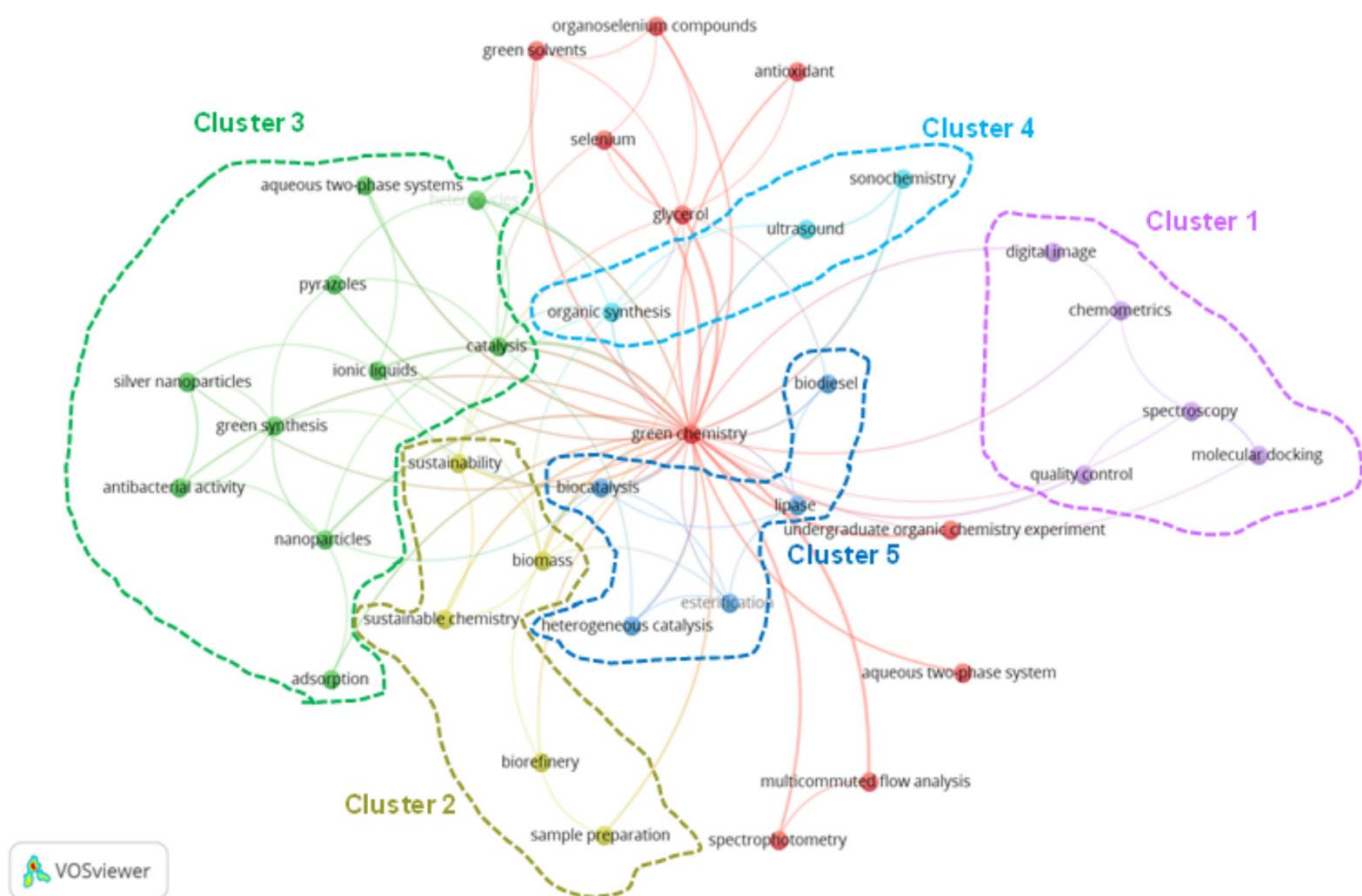 organoselenium compounds
green solvents
antioxidant
Cluster 3
selenium
Cluster 4
aqueous two-phase systems
sonochemistry
heterocycles
glycerol
ultrasound
Cluster 1
digital image
pyrazoles
organic synthesis
chemometrics
catalysis
silver nanoparticles
ionic liquids
biodiesel
green synthesis
green chemistry
spectroscopy
sustainability
molecular docking
antibacterial activity
biocatalysis
quality control
lipase
nanoparticles
undergraduate organic chemistry experiment
biomass
Cluster 5
sustainable chemistry
esterification
heterogeneous catalysis
adsorption
aqueous two-phase system
biorefinery
multicommuted flow analysis
Cluster 2
sample preparation
spectrophotometry
VOSviewer